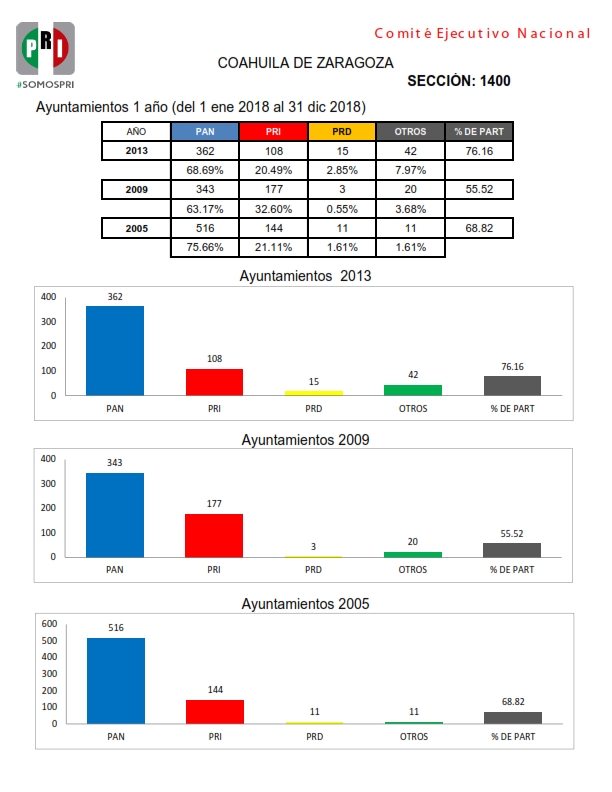 Comité Ejecutivo Nacional
PRI
#SOMOSPRI
COAHUILA DE ZARAGOZA
SECCIÓN: 1400
Ayuntamientos 1 año (del 1 ene 2018 al 31 dic 2018)
AÑO PAN PRI PRD OTROS % DE PART
2013 362 108 15 42 76.16
68.69% 20.49% 2.85% 7.97%
2009 343 177 3 20 55.52
63.17% 32.60% 0.55% 3.68%
2005 516 144 11 11 68.82
75.66% 21.11% 1.61% 1.61%
Ayuntamientos 2013
400
362
300
200
108
100
76.16
42
15
0
PAN PRI PRD OTROS % DE PART
Ayuntamientos 2009
400
343
300
200
177
100
55.52
20
3
0
PAN PRI PRD OTROS % DE PART
Ayuntamientos 2005
600
516
500
400
300
200
144
100
68.82
11 11
0
PAN PRI PRD OTROS % DE PART